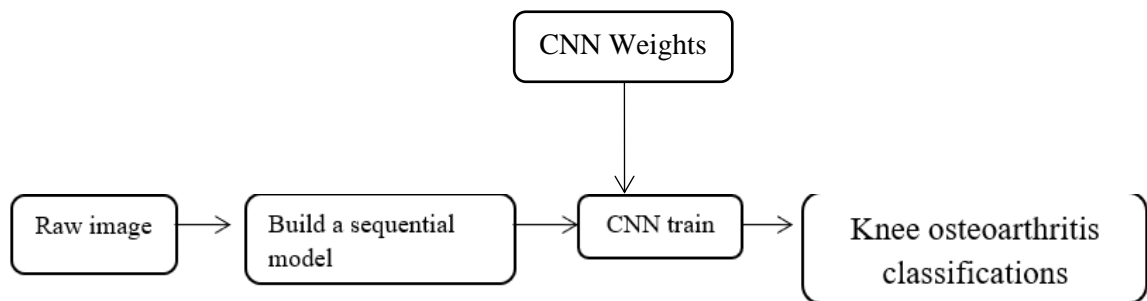 CNN Weights
Raw image
Build a sequential
model
CNN train
Knee osteoarthritis
classifications